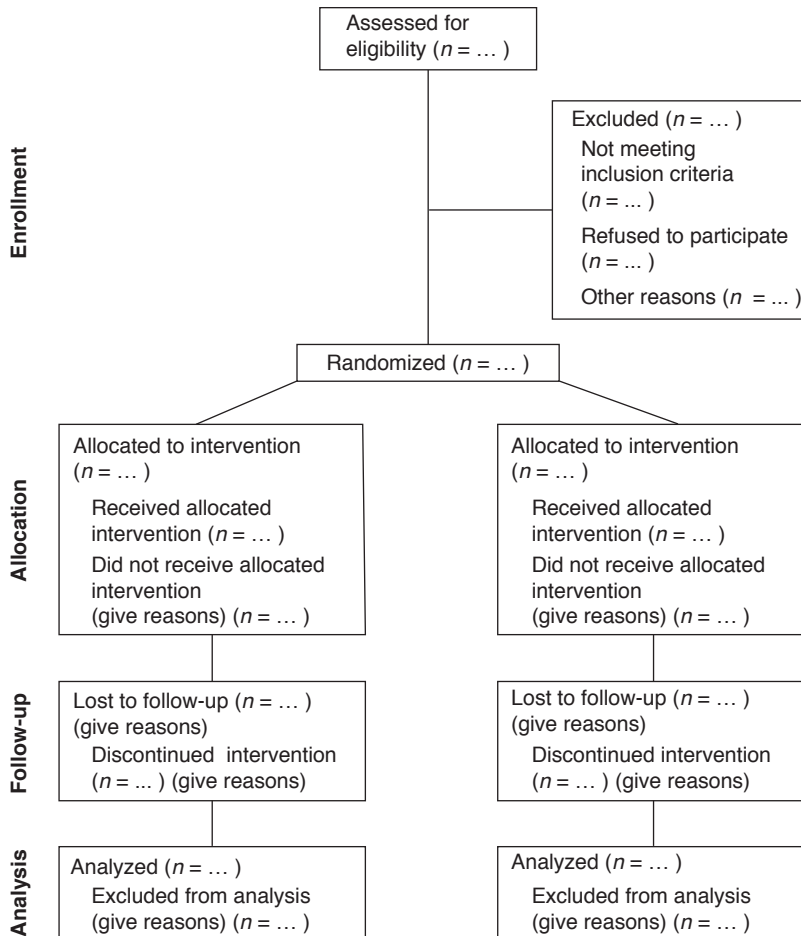 Assessed for
eligibility (n = … )
Enrollment
Excluded (n = … )
Not meeting
inclusion criteria
(n = ... )
Refused to participate
(n = ... )
Other reasons (n = ... )
Randomized (n = … )
Allocation
Allocated to intervention
(n = … )
Received allocated
intervention (n = … )
Did not receive allocated
intervention
(give reasons) (n = … )
Allocated to intervention
(n = … )
Received allocated
intervention (n = … )
Did not receive allocated
intervention
(give reasons) (n = … )
Follow-up
Lost to follow-up (n = … )
(give reasons)
Discontinued intervention
(n = ... ) (give reasons)
Lost to follow-up (n = … )
(give reasons)
Discontinued intervention
(n = … ) (give reasons)
Analysis
Analyzed (n = … )
Excluded from analysis
(give reasons) (n = … )
Analyzed (n = … )
Excluded from analysis
(give reasons) (n = … )